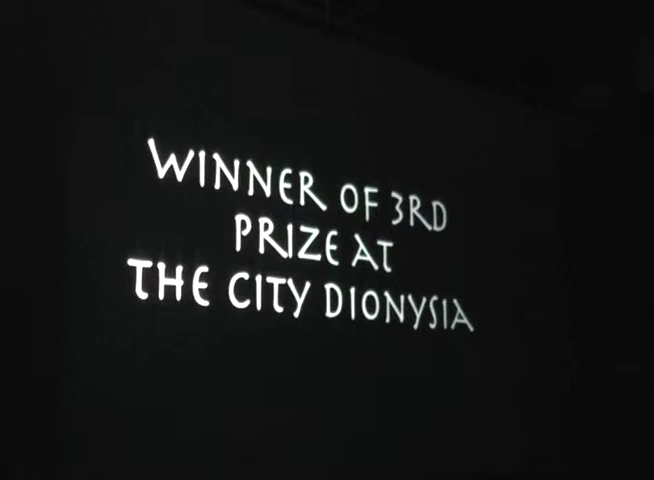 WINNER OF 3RD
PRIZE AT
THE CITY DIONYSIA